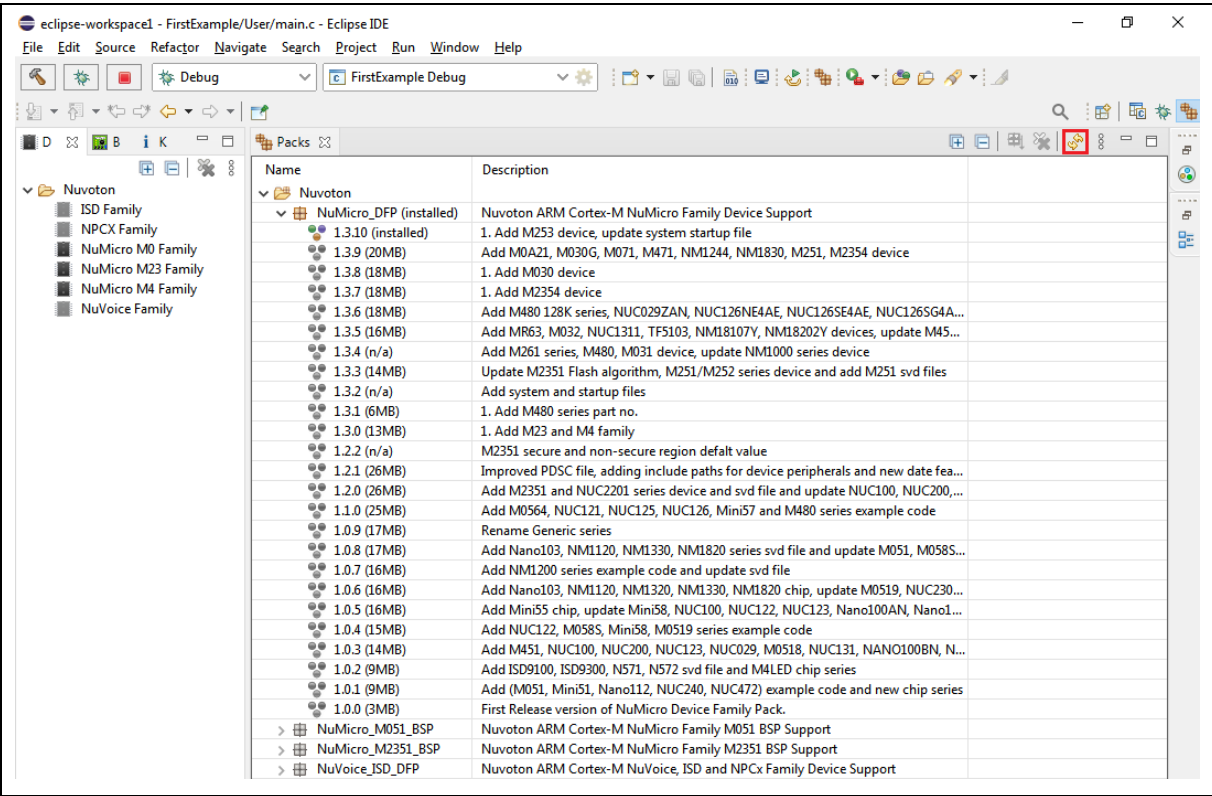 eclipse-workspace1 - FirstExample/User/main.c - Eclipse IDE
File Edit Source Refactor Navigate Search Project Run Window Help
Debug FirstExample Debug
D B K Packs
Name Description
Nuvoton
ISD Family
NPCX Family
NuMicro M0 Family
NuMicro M23 Family
NuMicro M4 Family
NuVoice Family
Nuvoton
NuMicro_DFP (installed) Nuvoton ARM Cortex-M NuMicro Family Device Support
1.3.10 (installed) 1. Add M253 device, update system startup file
1.3.9 (20MB) Add M0A21, M030G, M071, M471, NM1244, NM1830, M251, M2354 device
1.3.8 (18MB) 1. Add M030 device
1.3.7 (18MB) 1. Add M2354 device
1.3.6 (18MB) Add M480 128K series, NUC029ZAN, NUC126NE4AE, NUC126SE4AE, NUC126SG4A...
1.3.5 (16MB) Add MR63, M032, NUC1311, TF5103, NM18107Y, NM18202Y devices, update M45...
1.3.4 (n/a) Add M261 series, M480, M031 device, update NM1000 series device
1.3.3 (14MB) Update M2351 Flash algorithm, M251/M252 series device and add M251 svd files
1.3.2 (n/a) Add system and startup files
1.3.1 (6MB) 1. Add M480 series part no.
1.3.0 (13MB) 1. Add M23 and M4 family
1.2.2 (n/a) M2351 secure and non-secure region defalt value
1.2.1 (26MB) Improved PDSC file, adding include paths for device peripherals and new date fea...
1.2.0 (26MB) Add M2351 and NUC2201 series device and svd file and update NUC100, NUC200,...
1.1.0 (25MB) Add M0564, NUC121, NUC125, NUC126, Mini57 and M480 series example code
1.0.9 (17MB) Rename Generic series
1.0.8 (17MB) Add Nano103, NM1120, NM1330, NM1820 series svd file and update M051, M058S...
1.0.7 (16MB) Add NM1200 series example code and update svd file
1.0.6 (16MB) Add Nano103, NM1120, NM1320, NM1330, NM1820 chip, update M0519, NUC230...
1.0.5 (16MB) Add Mini55 chip, update Mini58, NUC100, NUC122, NUC123, Nano100AN, Nano1...
1.0.4 (15MB) Add NUC122, M058S, Mini58, M0519 series example code
1.0.3 (14MB) Add M451, NUC100, NUC200, NUC123, NUC029, M0518, NUC131, NANO100BN, N...
1.0.2 (9MB) Add ISD9100, ISD9300, N571, N572 svd file and M4LED chip series
1.0.1 (9MB) Add (M051, Mini51, Nano112, NUC240, NUC472) example code and new chip series
1.0.0 (3MB) First Release version of NuMicro Device Family Pack.
NuMicro_M051_BSP Nuvoton ARM Cortex-M NuMicro Family M051 BSP Support
NuMicro_M2351_BSP Nuvoton ARM Cortex-M NuMicro Family M2351 BSP Support
NuVoice_ISD_DFP Nuvoton ARM Cortex-M NuVoice, ISD and NPCx Family Device Support